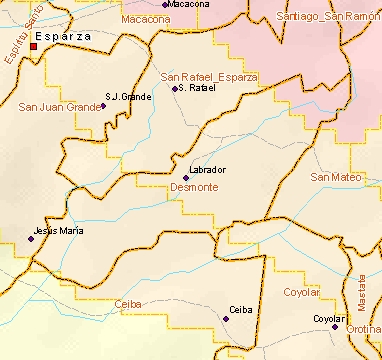 Macacona
Macacona
Santiago_San Ramón
Espíritu Santo
Esparza
San Rafael_Esparza
S. Rafael
S.J. Grande
San Juan Grande
Labrador
Desmonte
San Mateo
Jesús María
Mastate
Coyolar
Ceiba
Ceiba
Coyolar
Orotina